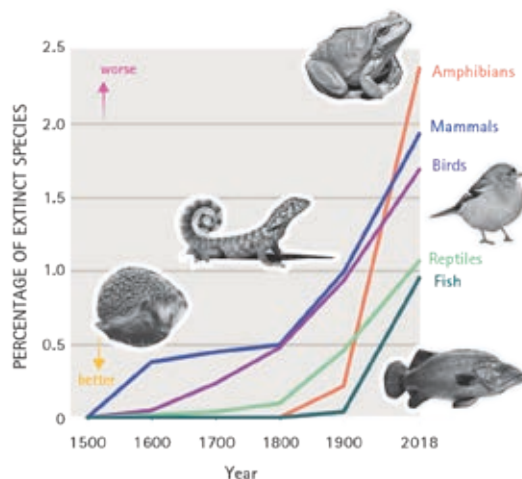 2.5
worse
Amphibians
2.0
Mammals
Birds
1.5
1.0
Reptiles
Fish
0.5
better
0
1500 1600 1700 1800 1900 2018
Year
PERCENTAGE OF EXTINCT SPECIES